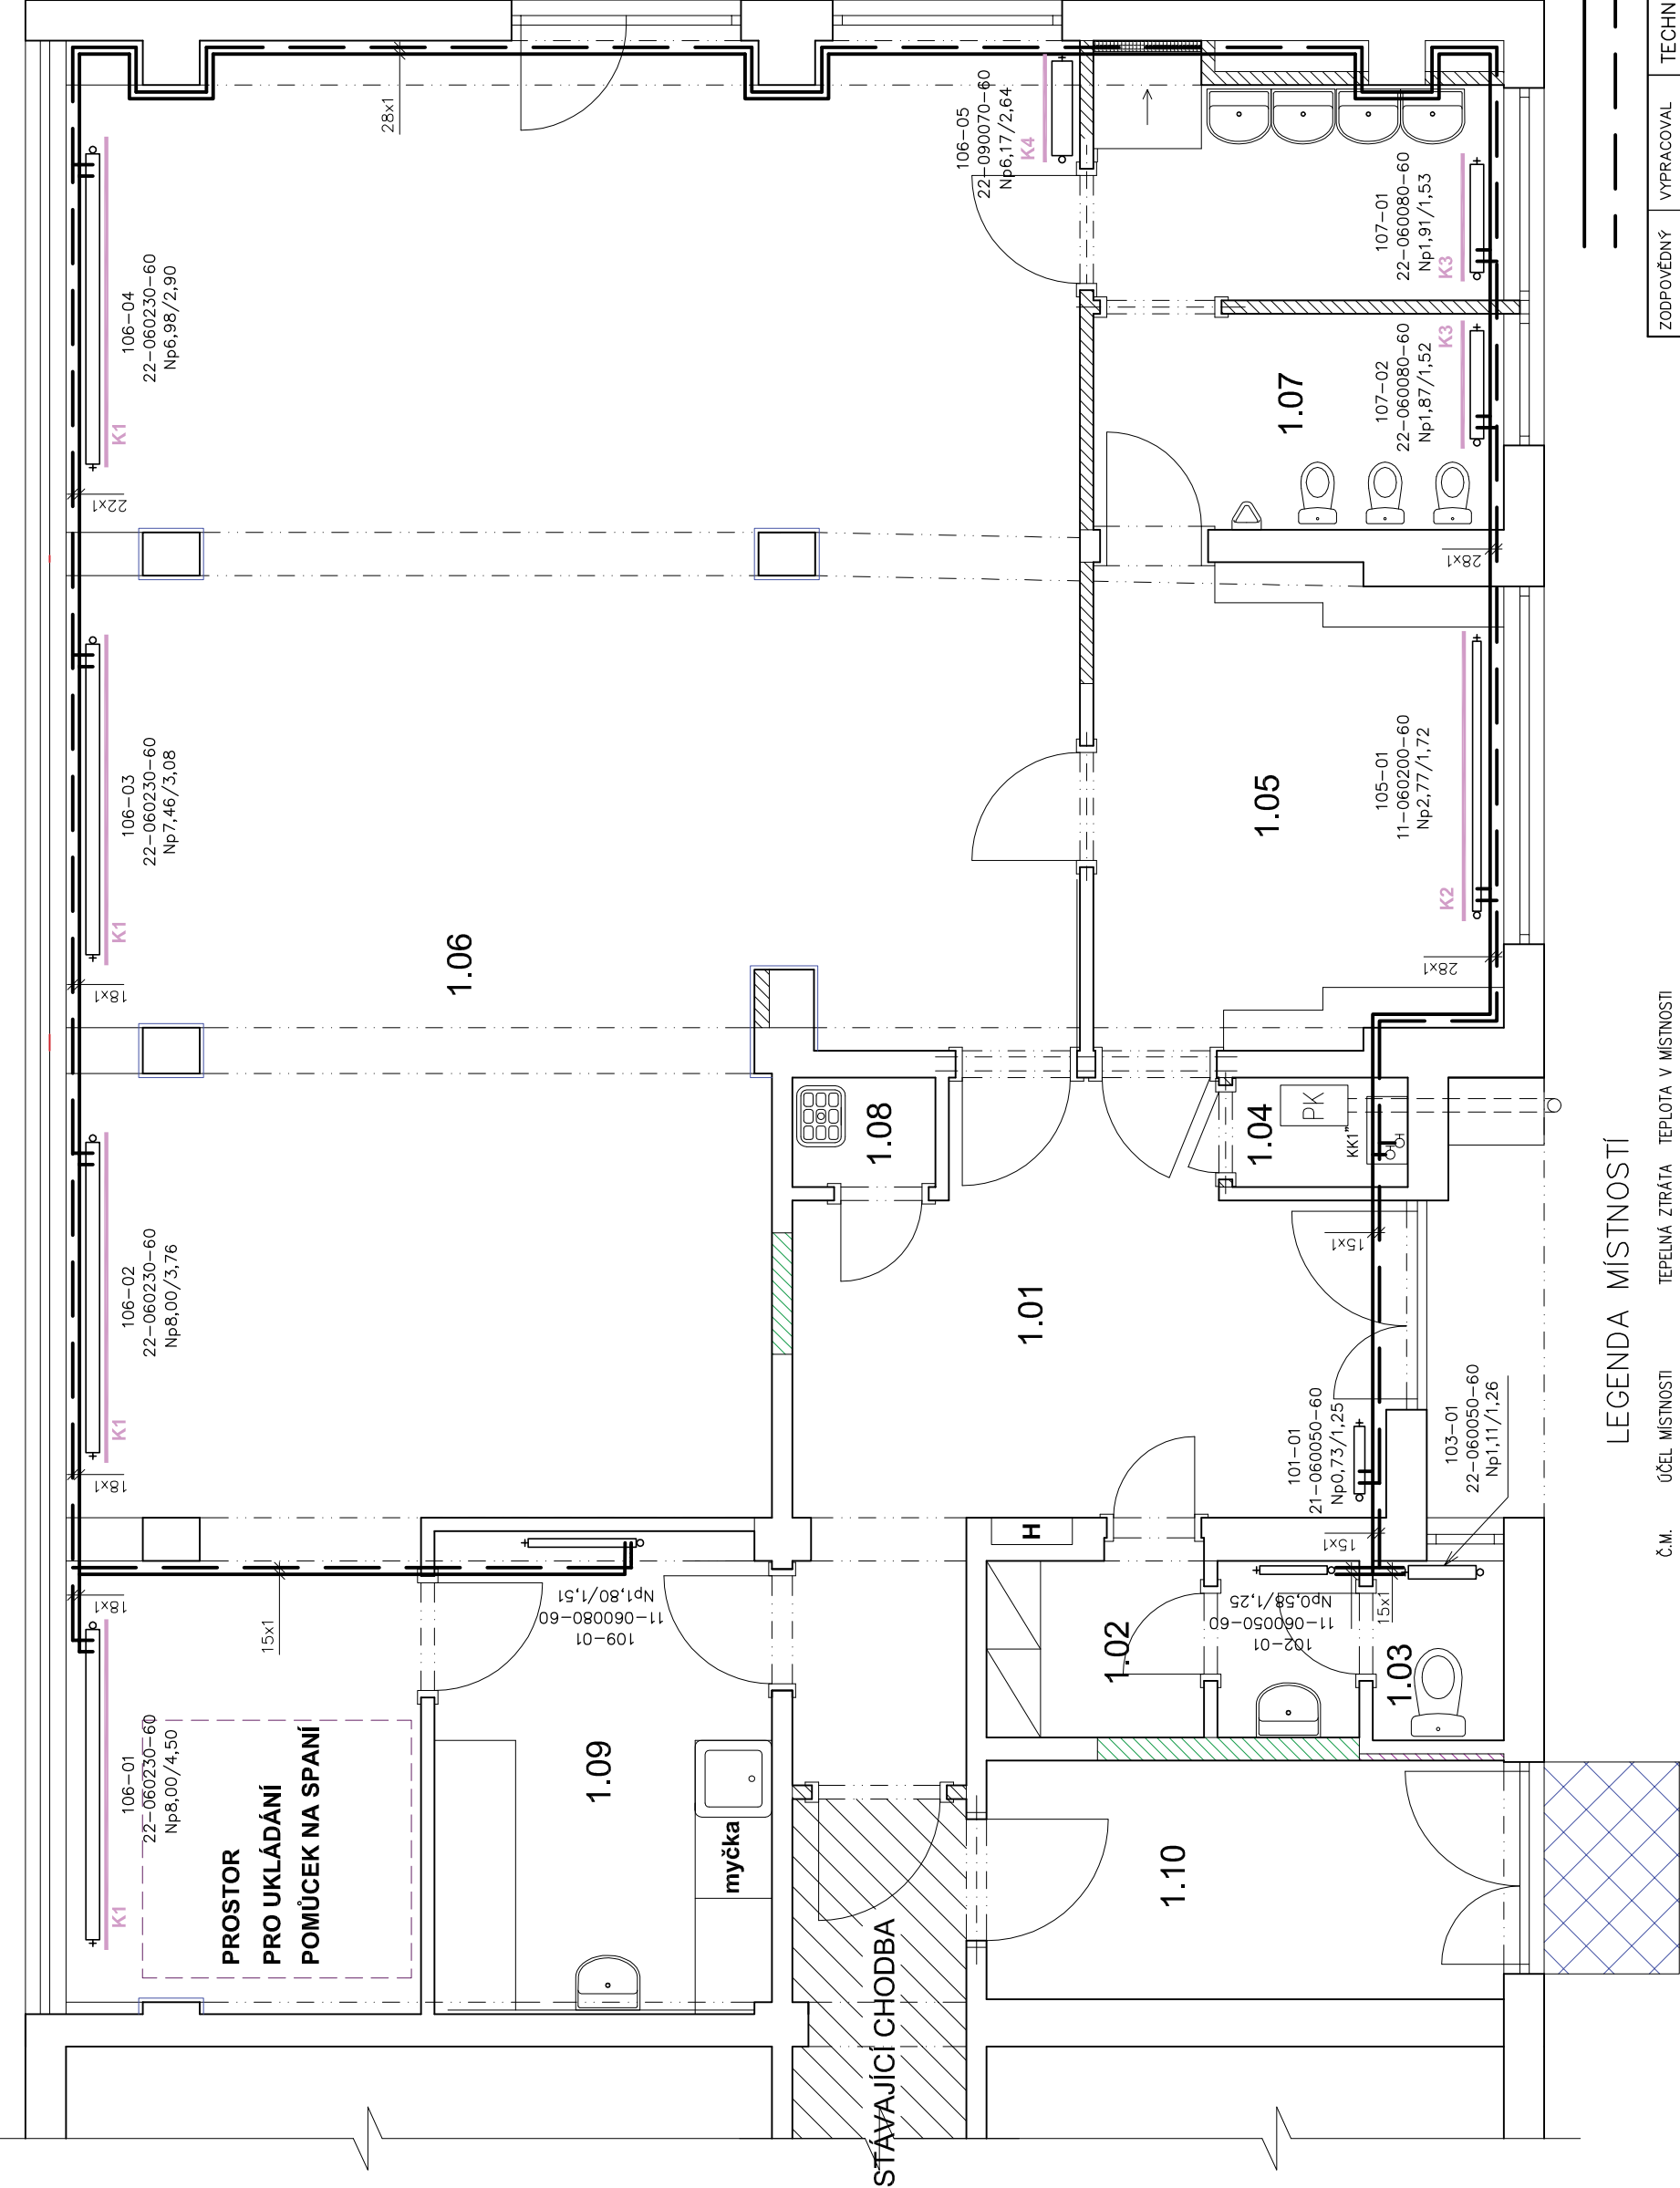 106-04
22-060230-60
Np6,98/2,90
K1
22x1
28x1
106-05
22-090070-60
Np6,17/2,64
K4
107-01
22-060080-60
Np1,91/1,53
K3
107-02
22-060080-60
Np1,87/1,52
K3
1.07
28x1
106-03
22-060230-60
Np7,46/3,08
K1
18x1
1.06
1.05
105-01
11-060200-60
Np2,77/1,72
K2
28x1
106-02
22-060230-60
Np8,00/3,76
K1
18x1
1.08
1.04
PK
KK1"
15x1
1.01
101-01
21-060050-60
Np0,73/1,25
15x1
103-01
22-060050-60
Np1,11/1,26
H
18x1
15x1
109-01
11-060080-60
Np1,80/1,51
106-01
22-060230-60
Np8,00/4,50
K1
PROSTOR
PRO UKLÁDÁNÍ
POMŮCEK NA SPANÍ
1.09
myčka
1.02
102-01
11-060050-60
Np0,58/1,25
15x1
1.03
1.10
STÁVAJÍCÍ CHODBA
LEGENDA MÍSTNOSTÍ
Č.M. ÚČEL MÍSTNOSTI TEPELNÁ ZTRÁTA TEPLOTA V MÍSTNOSTI
ZODPOVĚDNÝ VYPRACOVAL TECHN